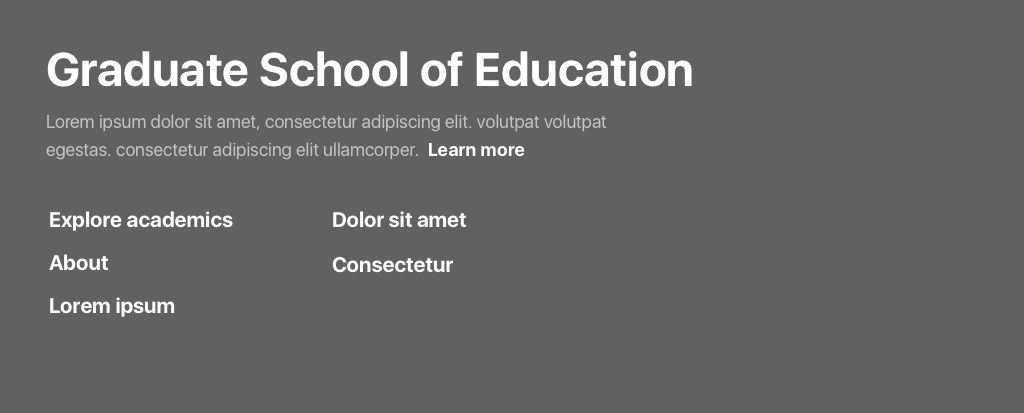 Graduate School of Education
Lorem ipsum dolor sit amet, consectetur adipiscing elit. volutpat volutpat
egestas. consectetur adipiscing elit ullamcorper. Learn more
Explore academics
About
Lorem ipsum
Dolor sit amet
Consectetur